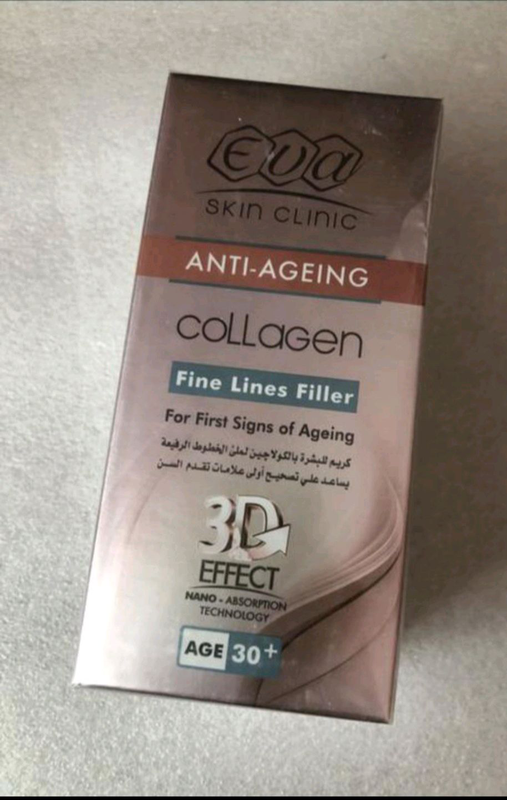 Eva
SKIN CLINIC
ANTI-AGEING
coLLagen
Fine Lines Filler
For First Signs of Ageing
كريم للبشرة بالكولاجين لملئ الخطوط الرفيعة
يساعد علي تصحيح أولى علامات تقدم السن
3D
EFFECT
NANO - ABSORPTION
TECHNOLOGY
AGE 30+